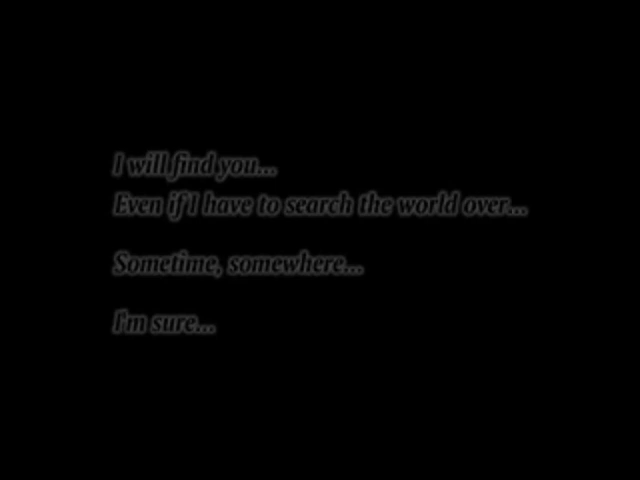 I will find you...
Even if I have to search the world over...
Sometime, somewhere...
I'm sure...